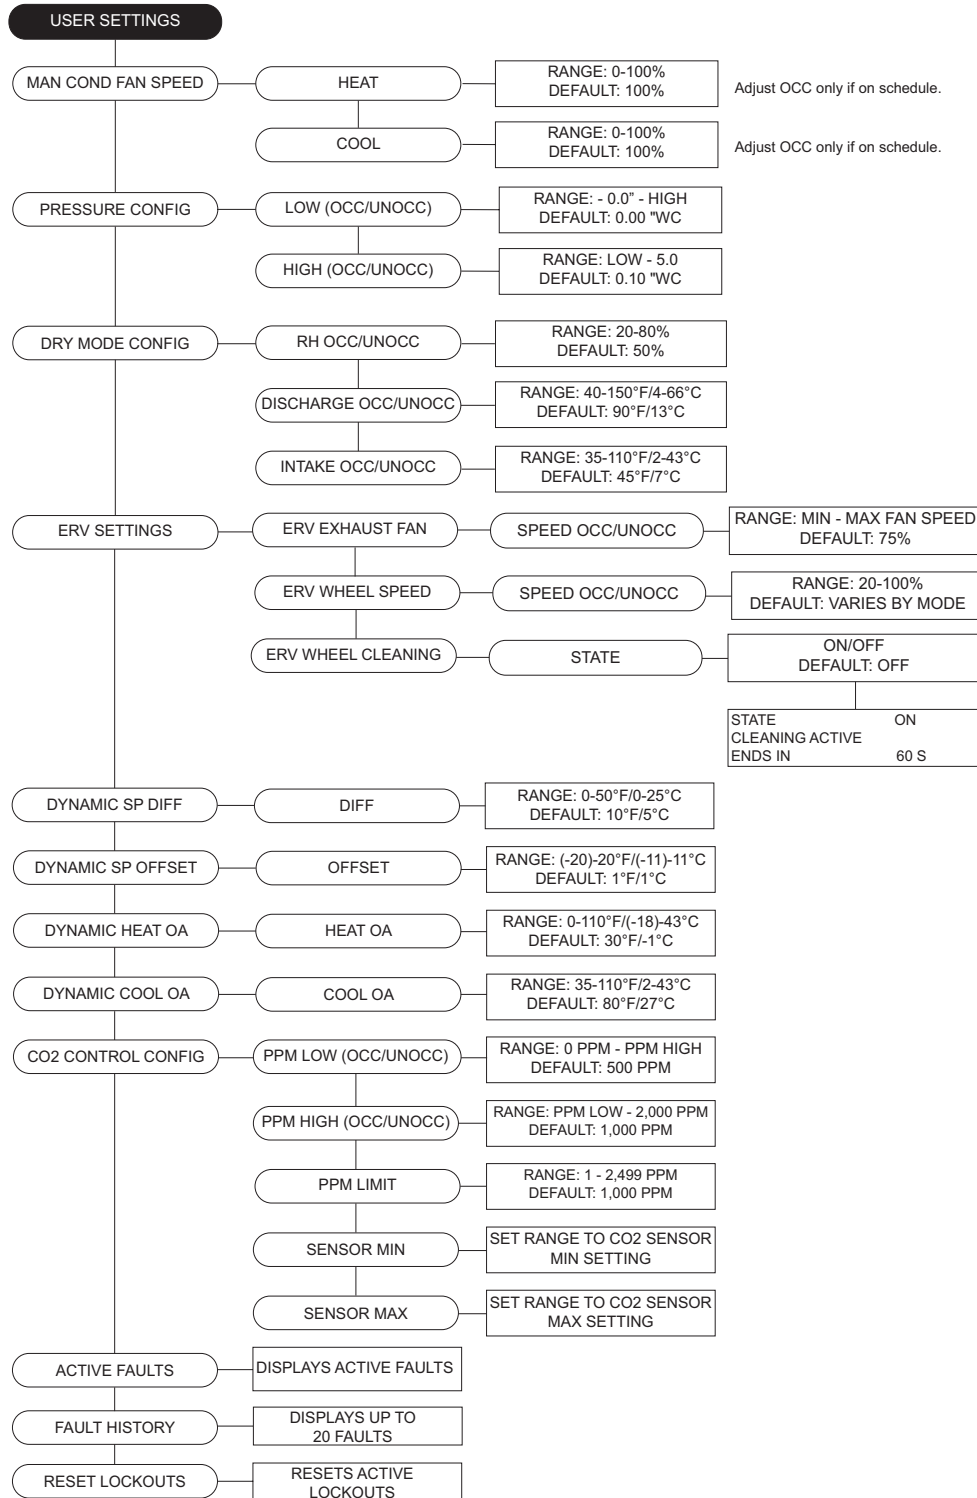 USER SETTINGS
MAN COND FAN SPEED
HEAT
RANGE: 0-100%
DEFAULT: 100%
Adjust OCC only if on schedule.
COOL
RANGE: 0-100%
DEFAULT: 100%
Adjust OCC only if on schedule.
PRESSURE CONFIG
LOW (OCC/UNOCC)
RANGE: - 0.0” - HIGH
DEFAULT: 0.00 "WC
HIGH (OCC/UNOCC)
RANGE: LOW - 5.0
DEFAULT: 0.10 "WC
DRY MODE CONFIG
RH OCC/UNOCC
RANGE: 20-80%
DEFAULT: 50%
DISCHARGE OCC/UNOCC
RANGE: 40-150°F/4-66°C
DEFAULT: 90°F/13°C
INTAKE OCC/UNOCC
RANGE: 35-110°F/2-43°C
DEFAULT: 45°F/7°C
ERV SETTINGS
ERV EXHAUST FAN
SPEED OCC/UNOCC
RANGE: MIN - MAX FAN SPEED
DEFAULT: 75%
ERV WHEEL SPEED
SPEED OCC/UNOCC
RANGE: 20-100%
DEFAULT: VARIES BY MODE
ERV WHEEL CLEANING
STATE
ON/OFF
DEFAULT: OFF
STATE ON
CLEANING ACTIVE
ENDS IN 60 S
DYNAMIC SP DIFF
DIFF
RANGE: 0-50°F/0-25°C
DEFAULT: 10°F/5°C
DYNAMIC SP OFFSET
OFFSET
RANGE: (-20)-20°F/(-11)-11°C
DEFAULT: 1°F/1°C
DYNAMIC HEAT OA
HEAT OA
RANGE: 0-110°F/(-18)-43°C
DEFAULT: 30°F/-1°C
DYNAMIC COOL OA
COOL OA
RANGE: 35-110°F/2-43°C
DEFAULT: 80°F/27°C
CO2 CONTROL CONFIG
PPM LOW (OCC/UNOCC)
RANGE: 0 PPM - PPM HIGH
DEFAULT: 500 PPM
PPM HIGH (OCC/UNOCC)
RANGE: PPM LOW - 2,000 PPM
DEFAULT: 1,000 PPM
PPM LIMIT
RANGE: 1 - 2,499 PPM
DEFAULT: 1,000 PPM
SENSOR MIN
SET RANGE TO CO2 SENSOR
MIN SETTING
SENSOR MAX
SET RANGE TO CO2 SENSOR
MAX SETTING
ACTIVE FAULTS
DISPLAYS ACTIVE FAULTS
FAULT HISTORY
DISPLAYS UP TO
20 FAULTS
RESET LOCKOUTS
RESETS ACTIVE
LOCKOUTS